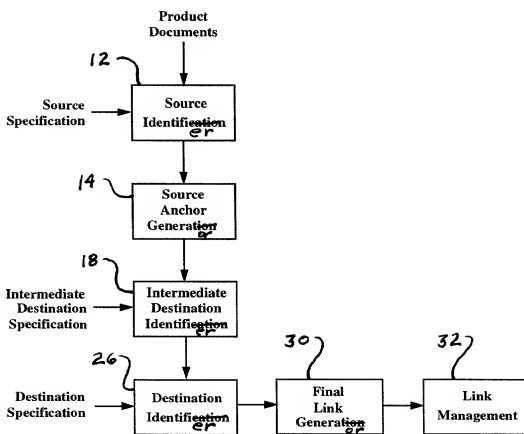 Product
Documents
12
Source
Specification
Source
Identification
er
14
Source
Anchor
Generation
or
18
Intermediate
Destination
Specification
Intermediate
Destination
Identification
er
26
30
32
Destination
Specification
Destination
Identification
er
Final
Link
Generation
or
Link
Management